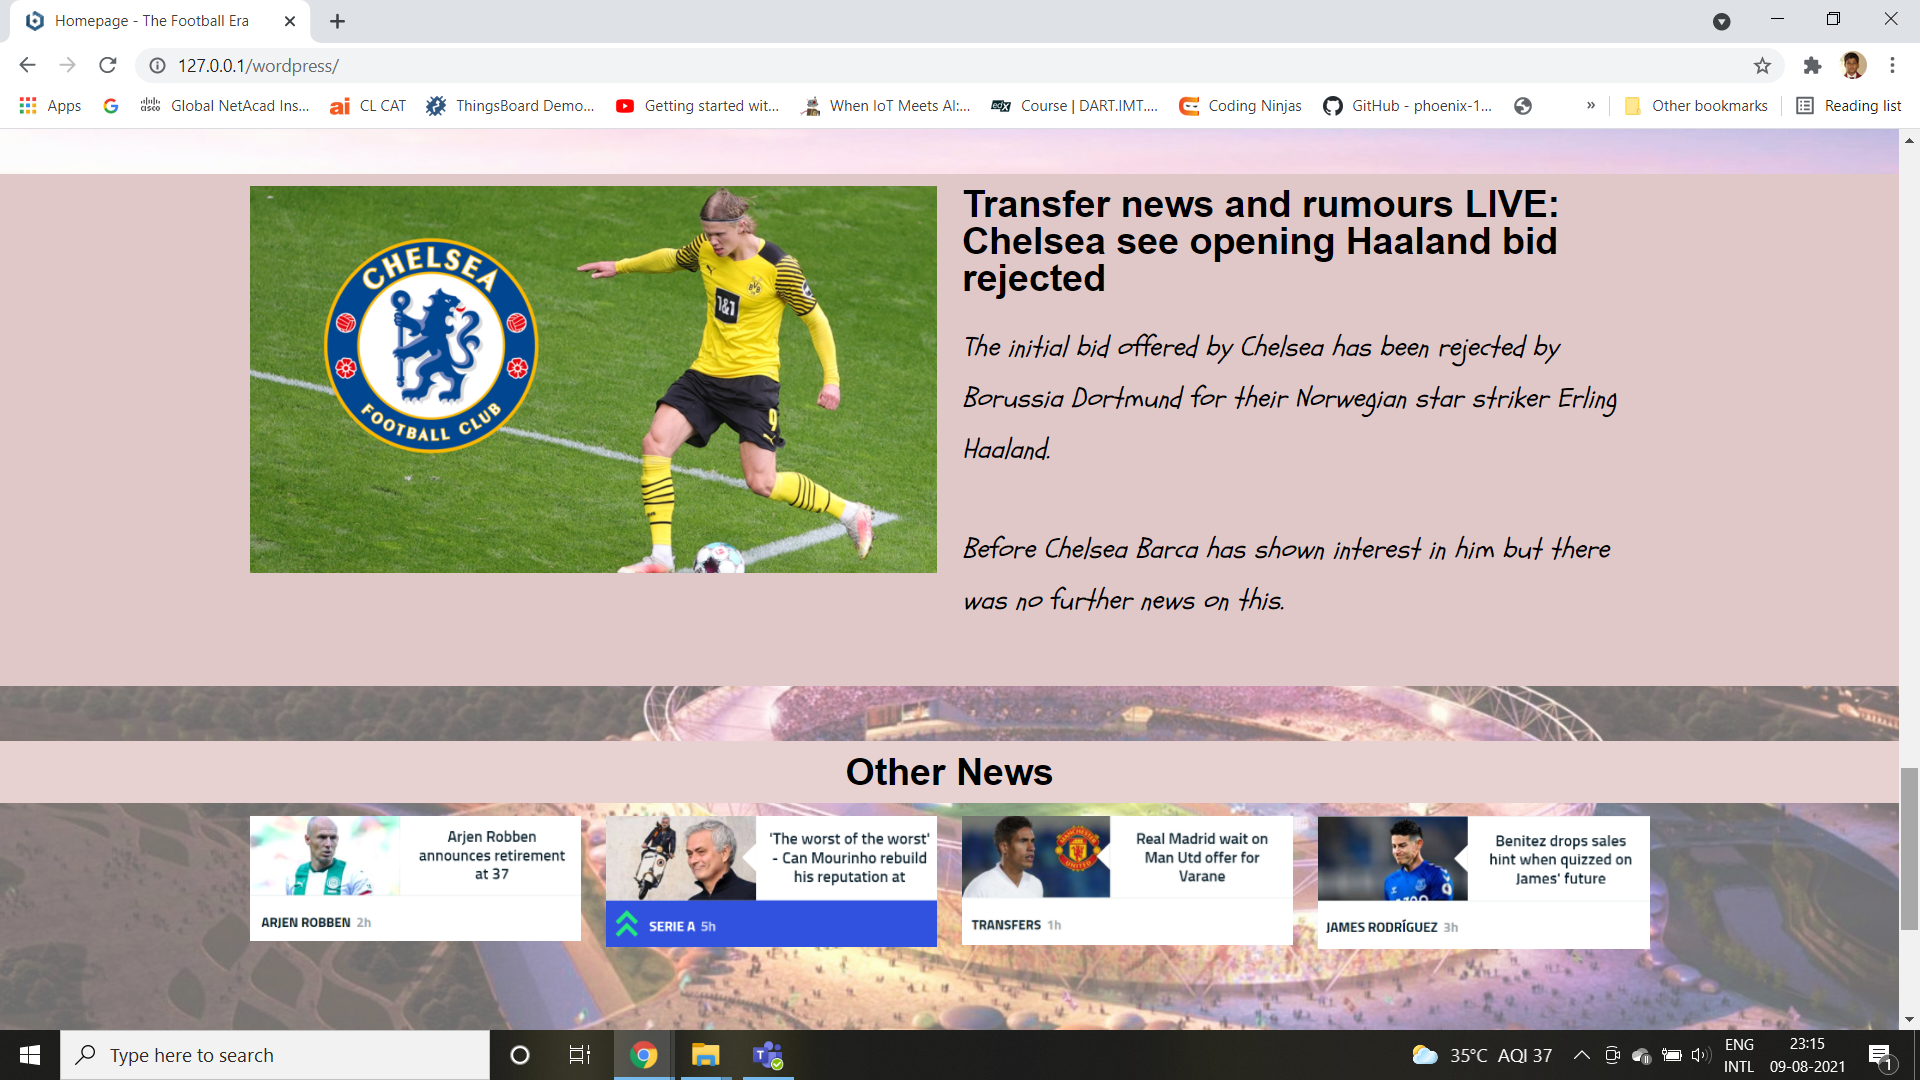 Homepage - The Football Era
127.0.0.1/wordpress/
Apps
Global NetAcad Ins...
CL CAT
ThingsBoard Demo...
Getting started wit...
When IoT Meets AI:...
Course | DART.IMT....
Coding Ninjas
GitHub - phoenix-1...
»
Other bookmarks
Reading list
CHELSEA
FOOTBALL CLUB
BVB
1&1
9
Transfer news and rumours LIVE:
Chelsea see opening Haaland bid
rejected
The initial bid offered by Chelsea has been rejected by
Borussia Dortmund for their Norwegian star striker Erling
Haaland.
Before Chelsea Barca has shown interest in him but there
was no further news on this.
Other News
Arjen Robben
announces retirement
at 37
ARJEN ROBBEN 2h
'The worst of the worst'
- Can Mourinho rebuild
his reputation at
SERIE A 5h
Real Madrid wait on
Man Utd offer for
Varane
TRANSFERS 1h
Benitez drops sales
hint when quizzed on
James' future
JAMES RODRÍGUEZ 3h
Type here to search
35°C AQI 37
ENG
INTL
23:15
09-08-2021
1